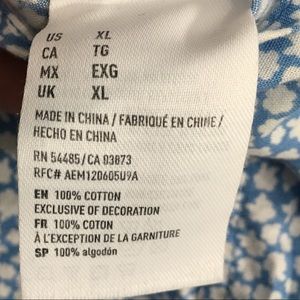 US XL
CA TG
MX EXG
UK XL
MADE IN CHINA / FABRIQUÉ EN CHINE /
HECHO EN CHINA
RN 54485/CA 03873
RFC# AEM120605U9A
EN 100% COTTON
EXCLUSIVE OF DECORATION
FR 100% COTON
À L'EXCEPTION DE LA GARNITURE
SP 100% algodón